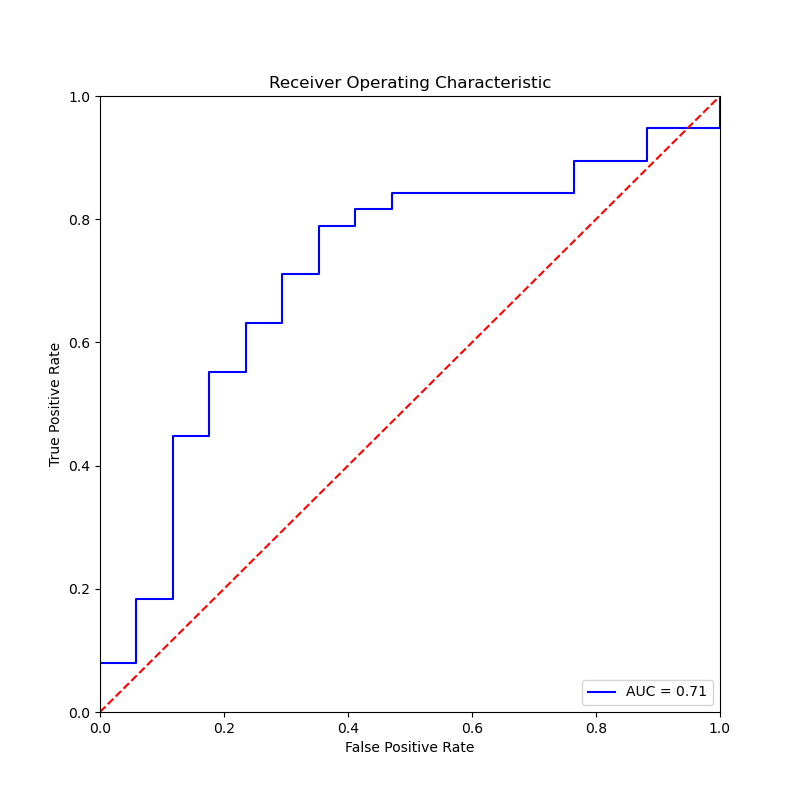 Receiver Operating Characteristic
1.0
0.8
0.6
0.4
0.2
0.0
True Positive Rate
AUC = 0.71
0.0 0.2 0.4 0.6 0.8 1.0
False Positive Rate